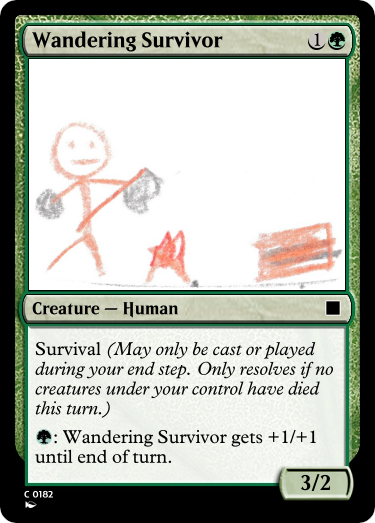 Wandering Survivor 1
Creature — Human
Survival (May only be cast or played
during your end step. Only resolves if no
creatures under your control have died
this turn.)
: Wandering Survivor gets +1/+1
until end of turn.
3/2
C 0182